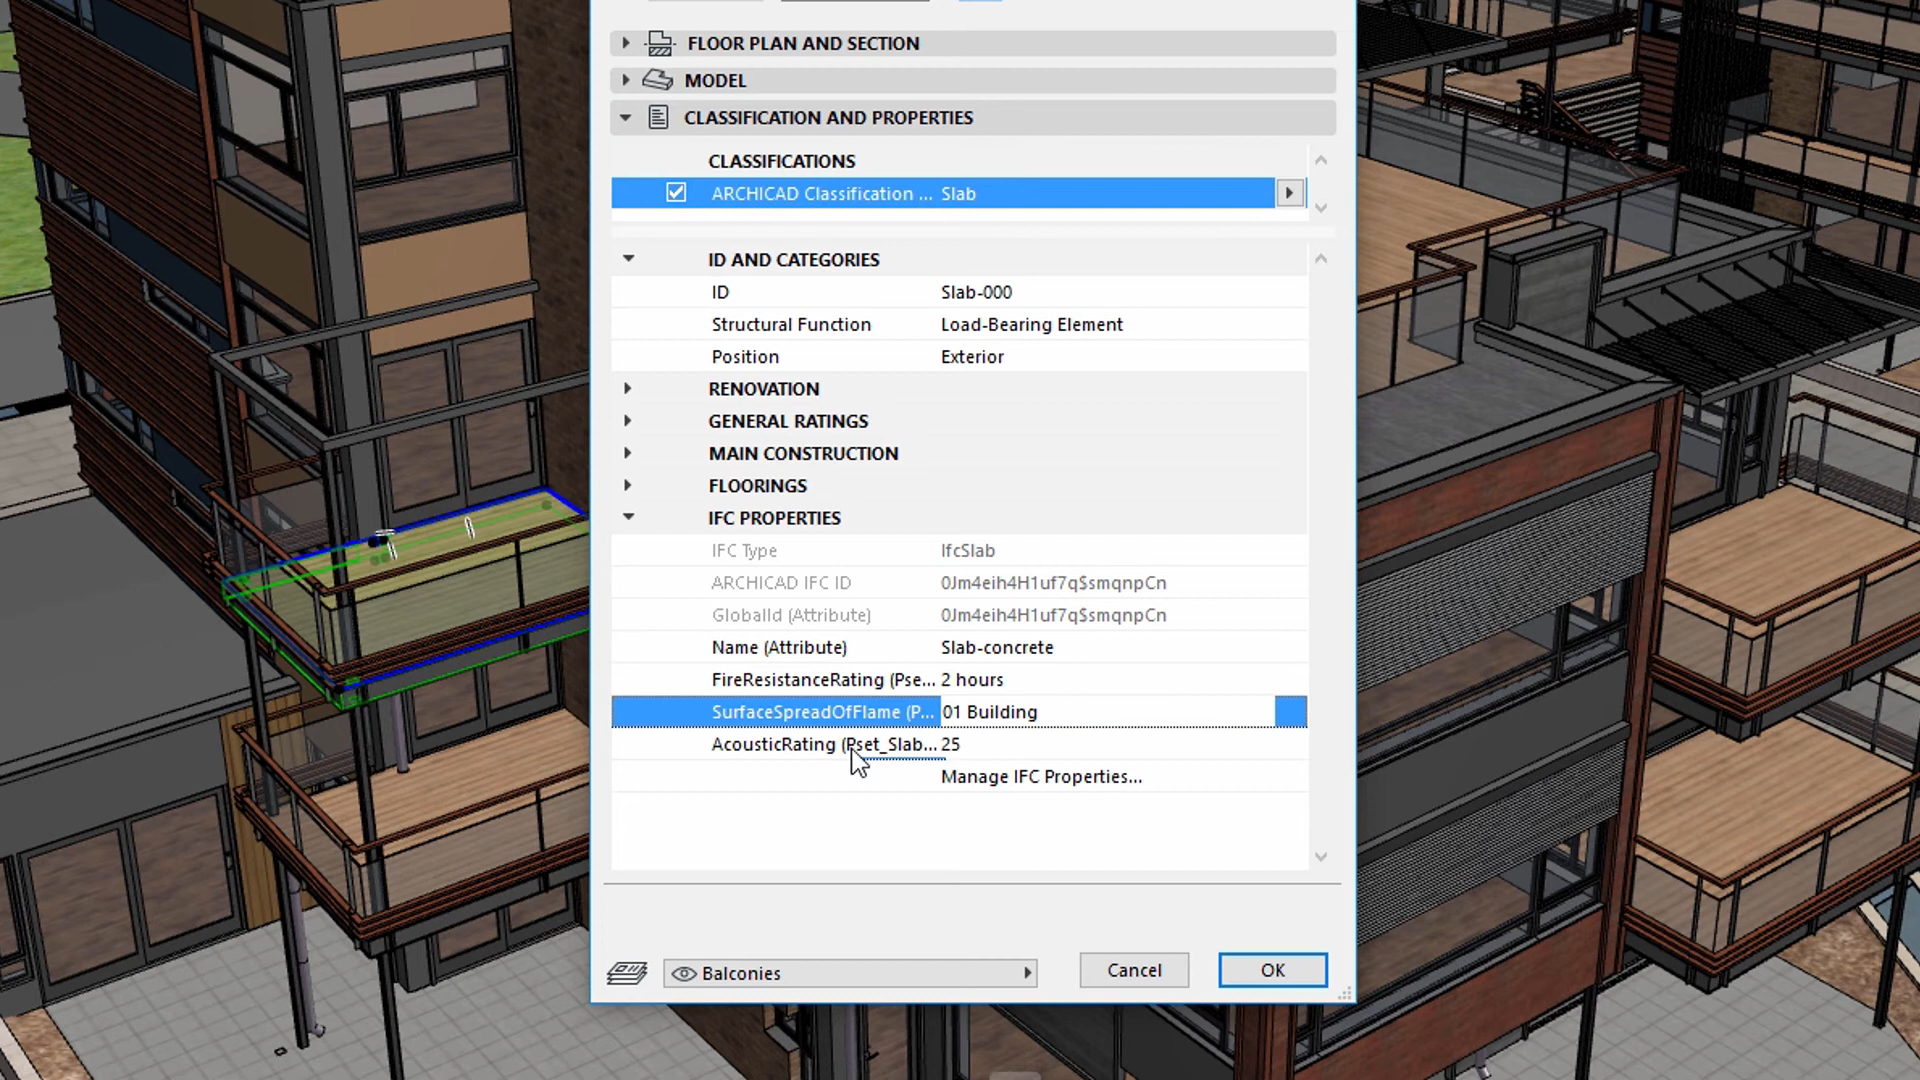 FLOOR PLAN AND SECTION
MODEL
CLASSIFICATION AND PROPERTIES
CLASSIFICATIONS
ARCHICAD Classification ... Slab
ID AND CATEGORIES
ID Slab-000
Structural Function Load-Bearing Element
Position Exterior
RENOVATION
GENERAL RATINGS
MAIN CONSTRUCTION
FLOORINGS
IFC PROPERTIES
IFC Type IfcSlab
ARCHICAD IFC ID 0Jm4eih4H1uf7q$smqnpCn
GlobalId (Attribute) 0Jm4eih4H1uf7q$smqnpCn
Name (Attribute) Slab-concrete
FireResistanceRating (Pse... 2 hours
SurfaceSpreadOfFlame (P... 01 Building
AcousticRating (Pset_Slab... 25
Manage IFC Properties...
Balconies
Cancel
OK